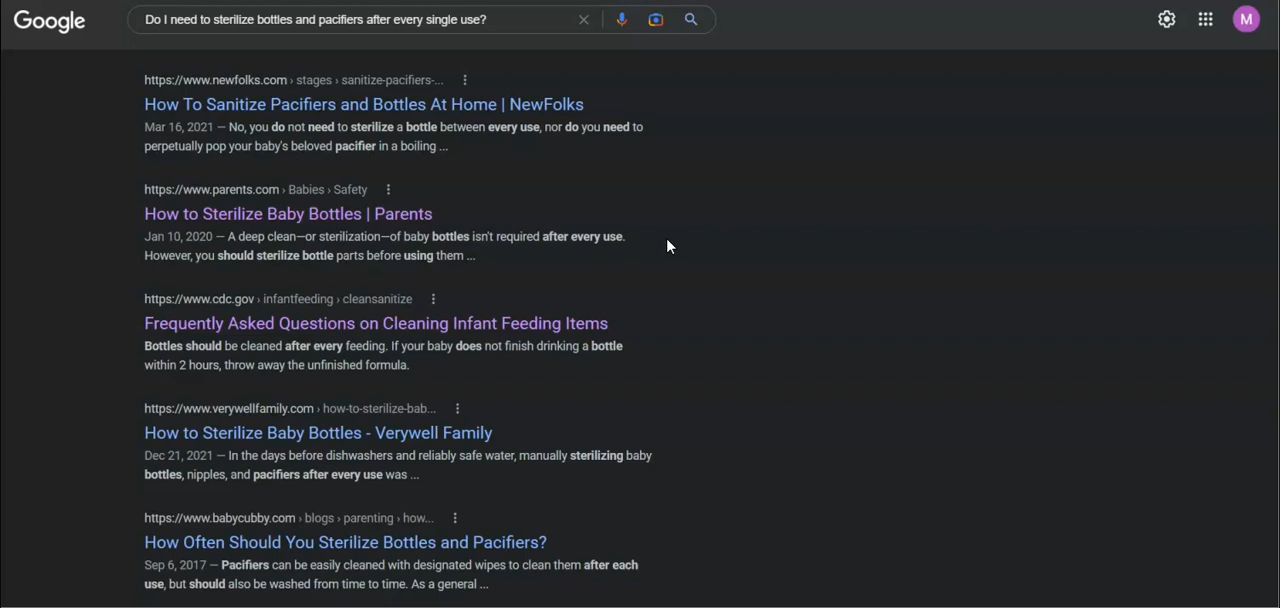 Google
Do I need to sterilize bottles and pacifiers after every single use?
M
https://www.newfolks.com › stages › sanitize-pacifiers-...
How To Sanitize Pacifiers and Bottles At Home | NewFolks
Mar 16, 2021 — No, you do not need to sterilize a bottle between every use, nor do you need to
perpetually pop your baby's beloved pacifier in a boiling ...
https://www.parents.com › Babies › Safety
How to Sterilize Baby Bottles | Parents
Jan 10, 2020 — A deep clean—or sterilization—of baby bottles isn't required after every use.
However, you should sterilize bottle parts before using them ...
https://www.cdc.gov › infantfeeding › cleansanitize
Frequently Asked Questions on Cleaning Infant Feeding Items
Bottles should be cleaned after every feeding. If your baby does not finish drinking a bottle
within 2 hours, throw away the unfinished formula.
https://www.verywellfamily.com › how-to-sterilize-bab...
How to Sterilize Baby Bottles - Verywell Family
Dec 21, 2021 — In the days before dishwashers and reliably safe water, manually sterilizing baby
bottles, nipples, and pacifiers after every use was ...
https://www.babycubby.com › blogs › parenting › how...
How Often Should You Sterilize Bottles and Pacifiers?
Sep 6, 2017 — Pacifiers can be easily cleaned with designated wipes to clean them after each
use, but should also be washed from time to time. As a general ...